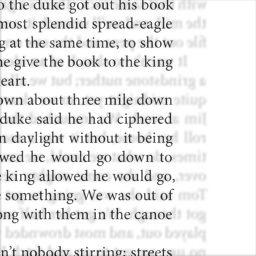 o the duke got out his book
most splendid spread-eagle
g at the same time, to show
he give the book to the king
eart.
own about three mile down
duke said he had ciphered
n daylight without it being
wed he would go down to
e king allowed he would go,
e something. We was out of
ong with them in the canoe
n't nobody stirring; streets